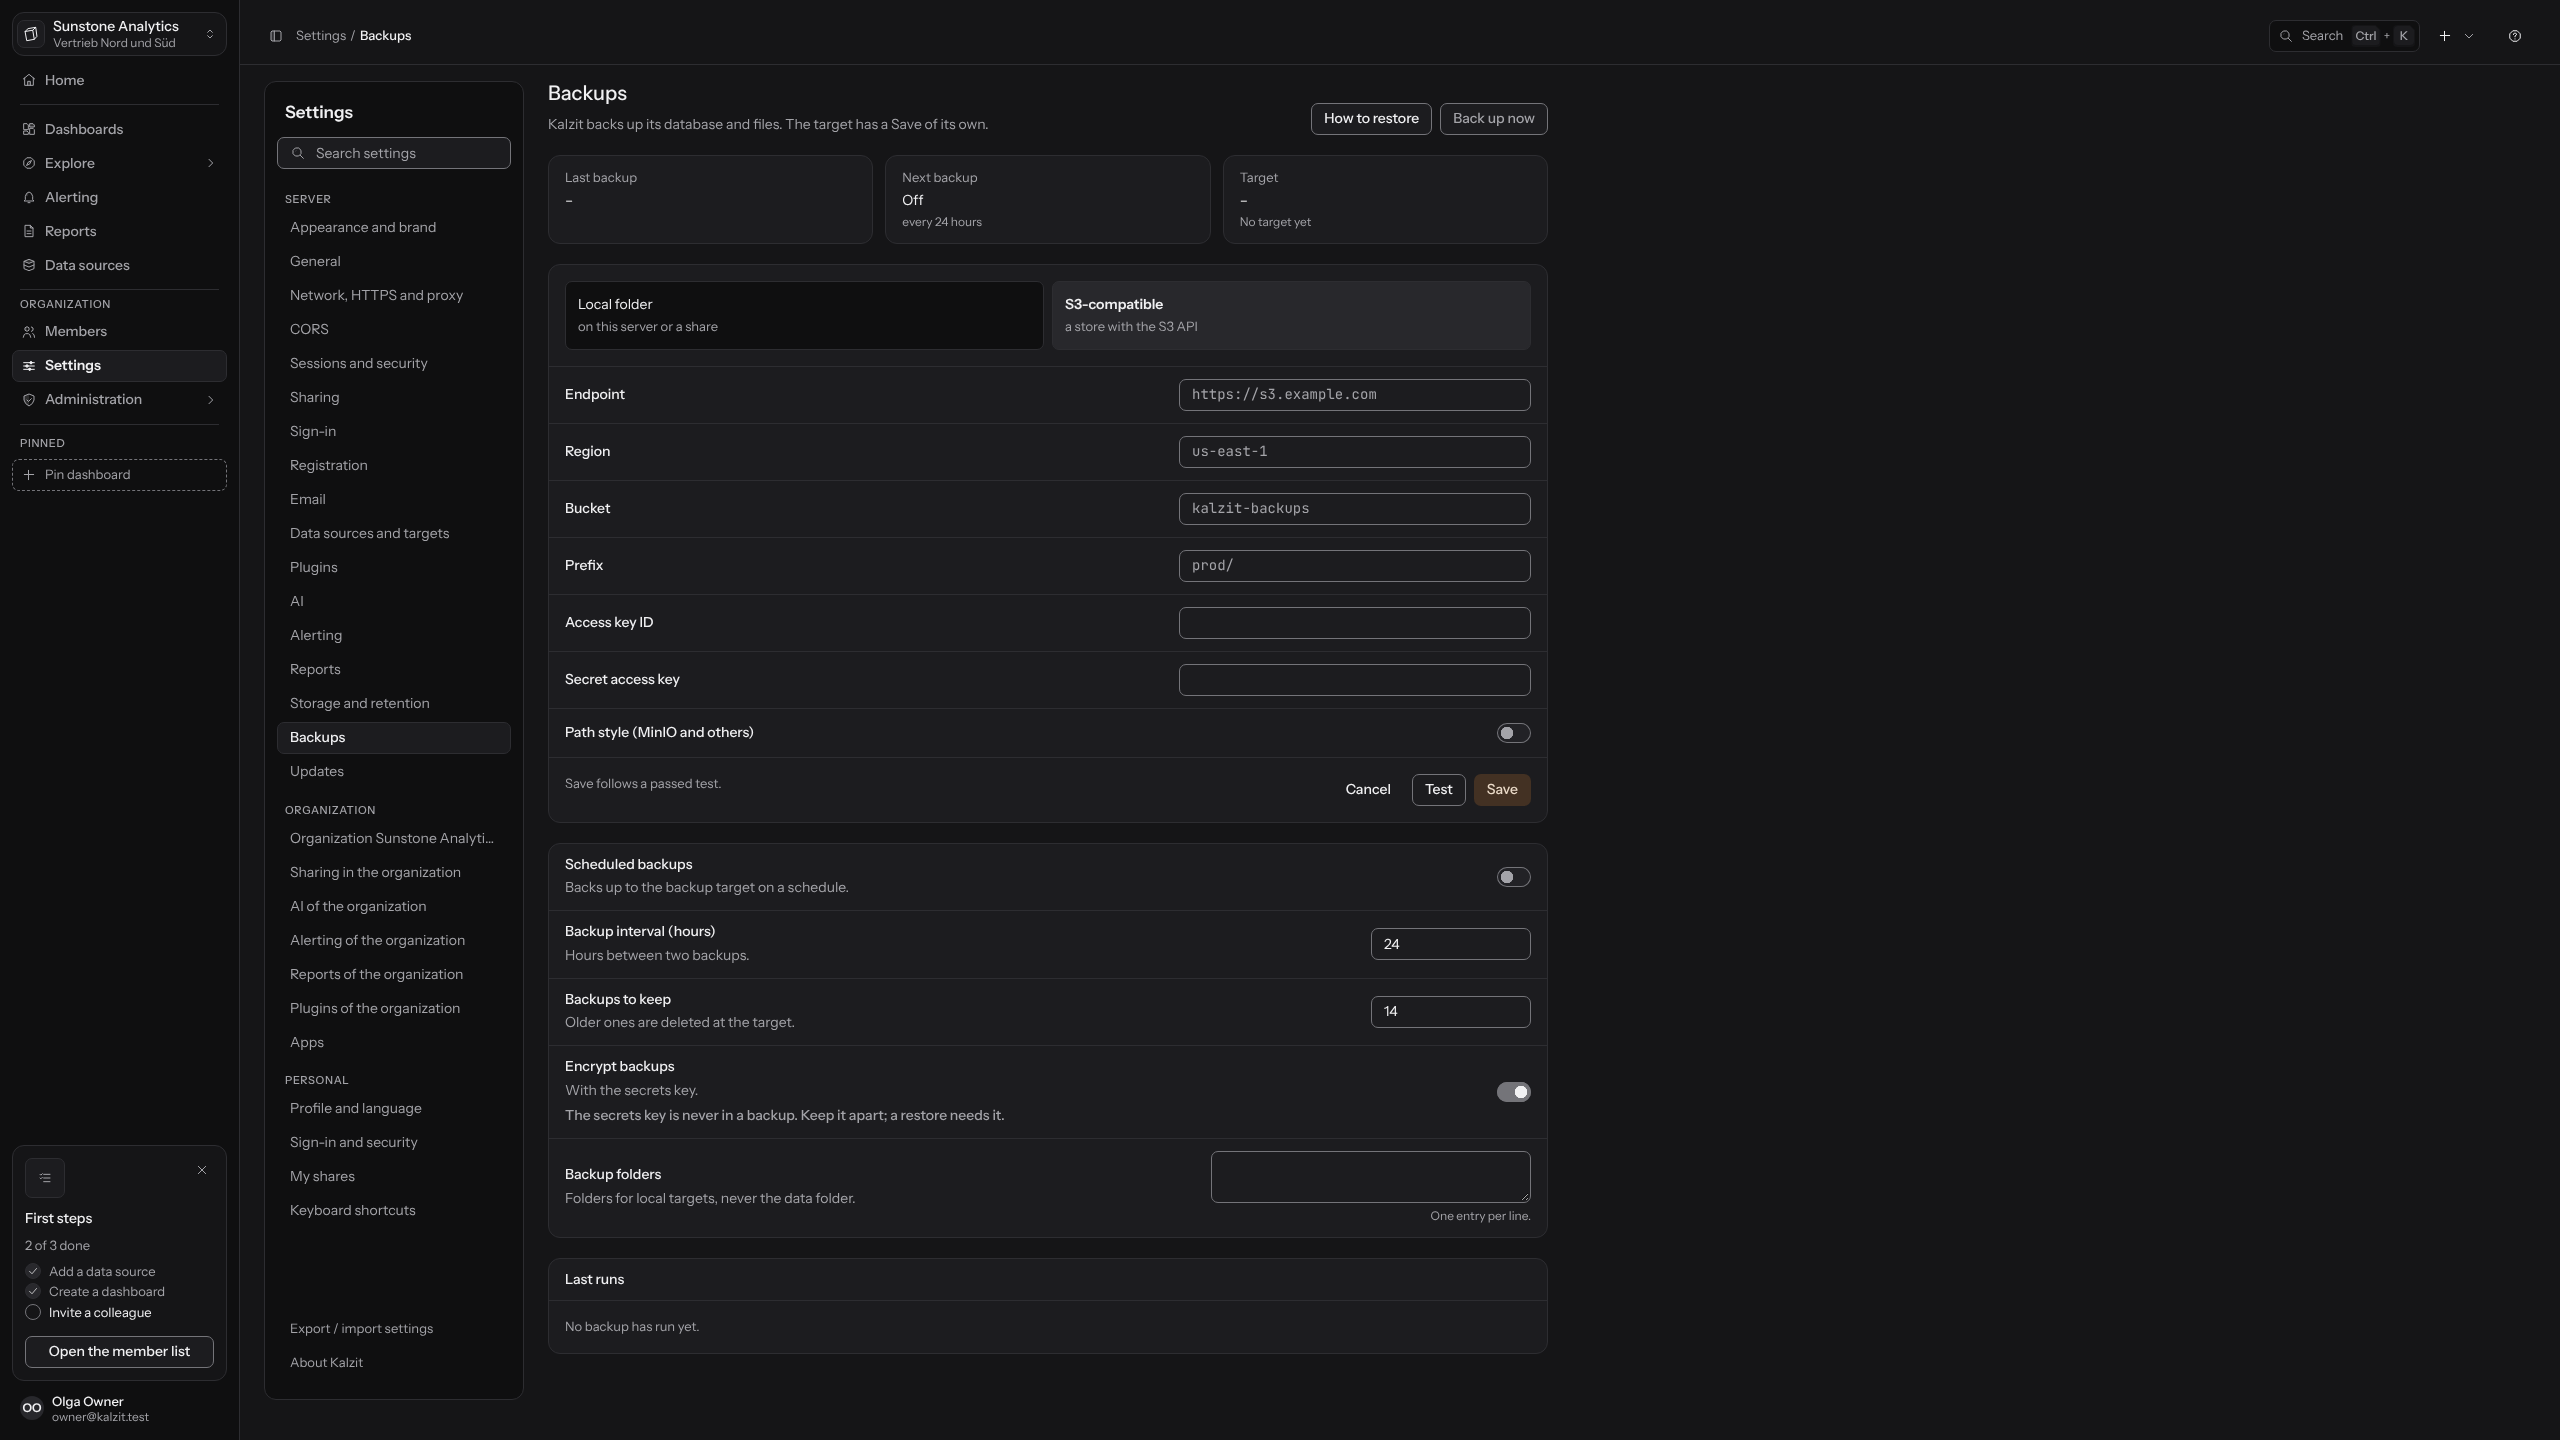 Sunstone Analytics
Vertrieb Nord und Süd
Home
Dashboards
Explore
Alerting
Reports
Data sources
ORGANIZATION
Members
Settings
Administration
PINNED
Pin dashboard
First steps
2 of 3 done
Add a data source
Create a dashboard
Invite a colleague
Open the member list
OO
Olga Owner
owner@kalzit.test
Settings / Backups
Search Ctrl + K
Settings
Search settings
SERVER
Appearance and brand
General
Network, HTTPS and proxy
CORS
Sessions and security
Sharing
Sign-in
Registration
Email
Data sources and targets
Plugins
AI
Alerting
Reports
Storage and retention
Backups
Updates
ORGANIZATION
Organization Sunstone Analyti...
Sharing in the organization
AI of the organization
Alerting of the organization
Reports of the organization
Plugins of the organization
Apps
PERSONAL
Profile and language
Sign-in and security
My shares
Keyboard shortcuts
Export / import settings
About Kalzit
Backups
Kalzit backs up its database and files. The target has a Save of its own.
How to restore
Back up now
Last backup
–
Next backup
Off
every 24 hours
Target
–
No target yet
Local folder
on this server or a share
S3-compatible
a store with the S3 API
Endpoint
https://s3.example.com
Region
us-east-1
Bucket
kalzit-backups
Prefix
prod/
Access key ID
Secret access key
Path style (MinIO and others)
Save follows a passed test.
Cancel
Test
Save
Scheduled backups
Backs up to the backup target on a schedule.
Backup interval (hours)
Hours between two backups.
24
Backups to keep
Older ones are deleted at the target.
14
Encrypt backups
With the secrets key.
The secrets key is never in a backup. Keep it apart; a restore needs it.
Backup folders
Folders for local targets, never the data folder.
One entry per line.
Last runs
No backup has run yet.